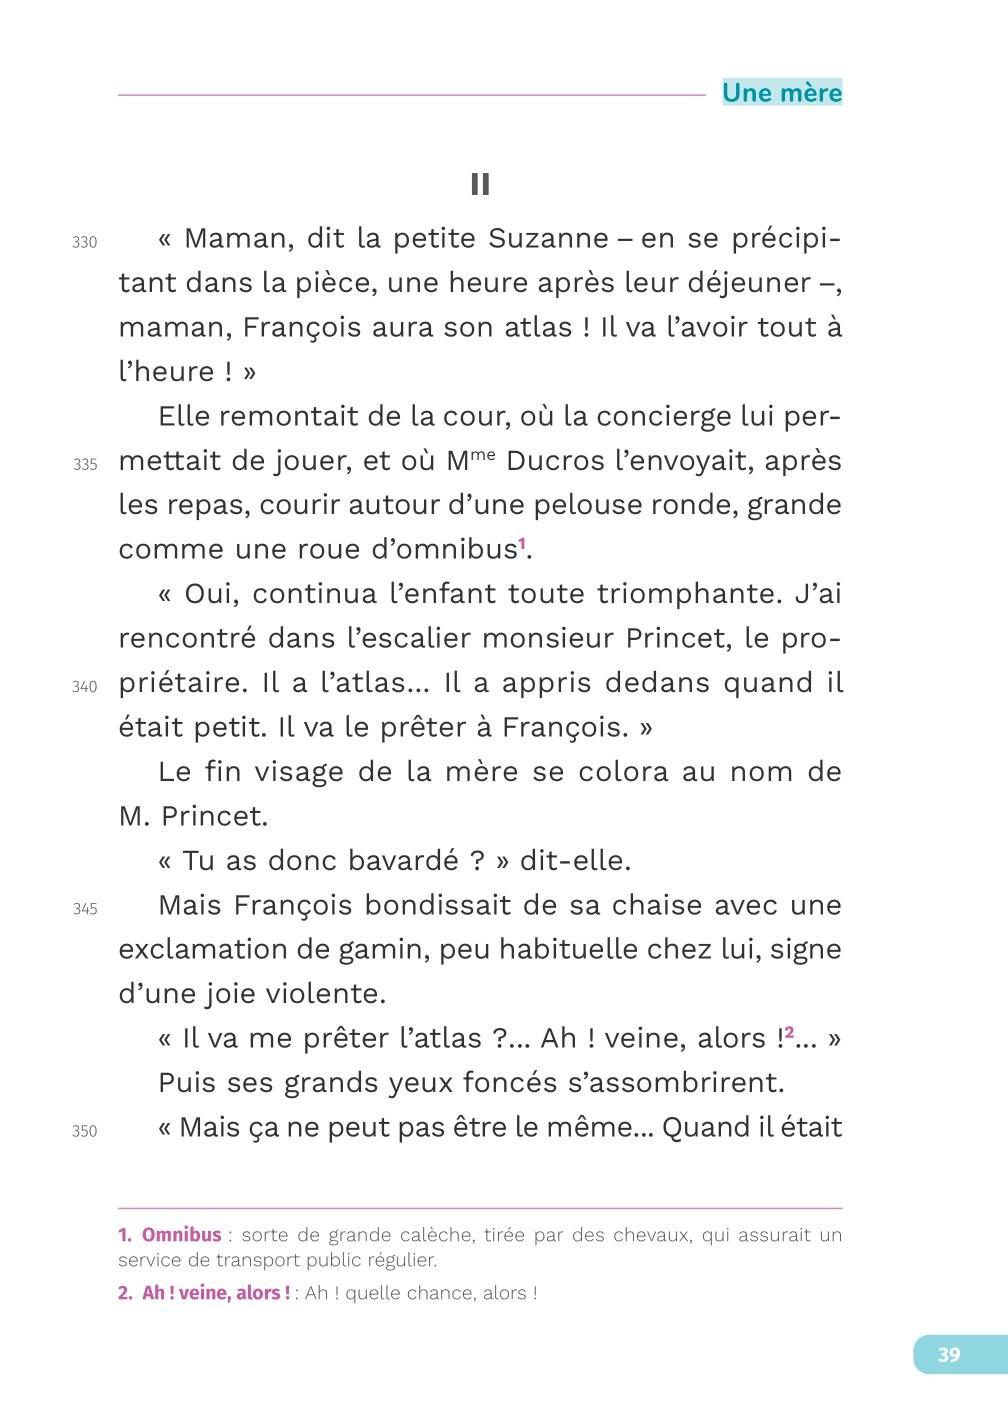 Une mère
II
330 « Maman, dit la petite Suzanne – en se précipi-
tant dans la pièce, une heure après leur déjeuner –,
maman, François aura son atlas ! Il va l’avoir tout à
l’heure ! »
Elle remontait de la cour, où la concierge lui per-
335 mettait de jouer, et où Mme Ducros l’envoyait, après
les repas, courir autour d’une pelouse ronde, grande
comme une roue d’omnibus1.
« Oui, continua l’enfant toute triomphante. J’ai
rencontré dans l’escalier monsieur Princet, le pro-
340 priétaire. Il a l’atlas... Il a appris dedans quand il
était petit. Il va le prêter à François. »
Le fin visage de la mère se colora au nom de
M. Princet.
« Tu as donc bavardé ? » dit-elle.
345 Mais François bondissait de sa chaise avec une
exclamation de gamin, peu habituelle chez lui, signe
d’une joie violente.
« Il va me prêter l’atlas ?... Ah ! veine, alors !2... »
Puis ses grands yeux foncés s’assombrirent.
350 « Mais ça ne peut pas être le même... Quand il était
1. Omnibus : sorte de grande calèche, tirée par des chevaux, qui assurait un
service de transport public régulier.
2. Ah ! veine, alors ! : Ah ! quelle chance, alors !
39